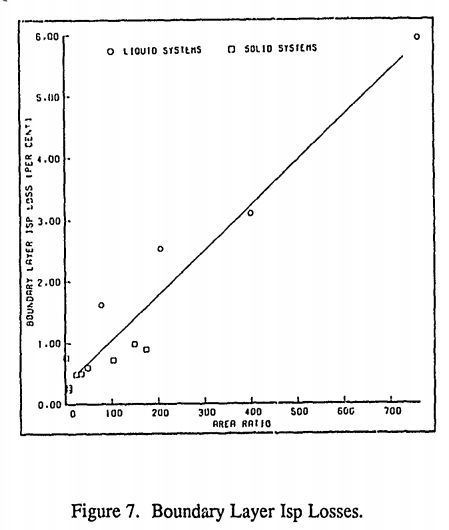 6.00
O LIQUID SYSTEMS □ SOLID SYSTEMS
5.00
4.00
3.00
2.00
1.00
0.00
BOUNDARY LAYER ISP LOSS (PER CENT)
0 100 200 300 400 500 600 700
AREA RATIO
Figure 7. Boundary Layer Isp Losses.